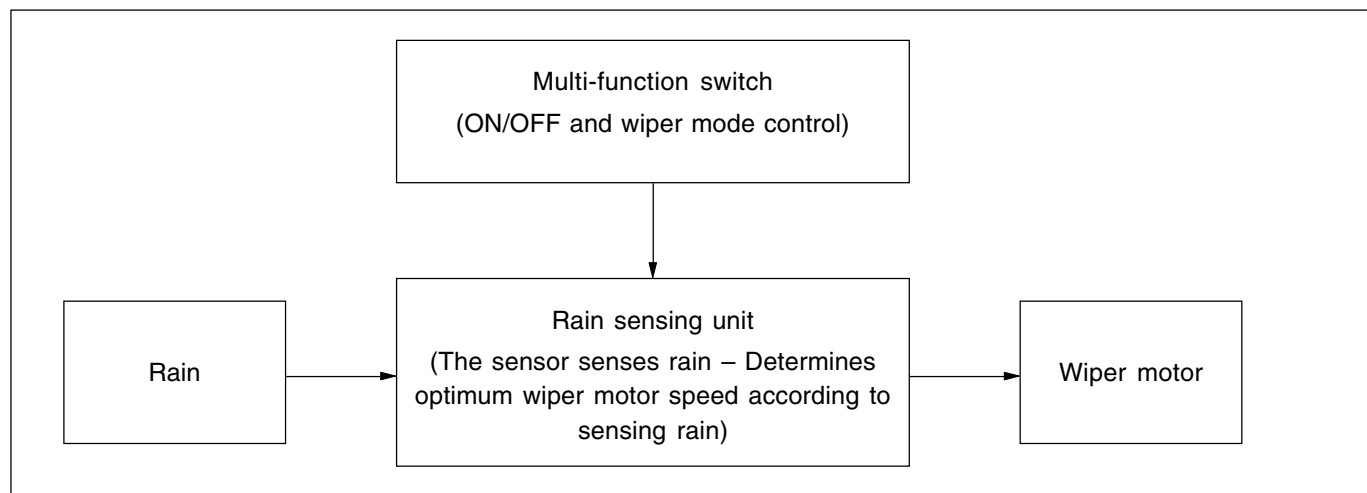 Multi-function switch
(ON/OFF and wiper mode control)
Rain
Rain sensing unit
(The sensor senses rain – Determines
optimum wiper motor speed according to
sensing rain)
Wiper motor